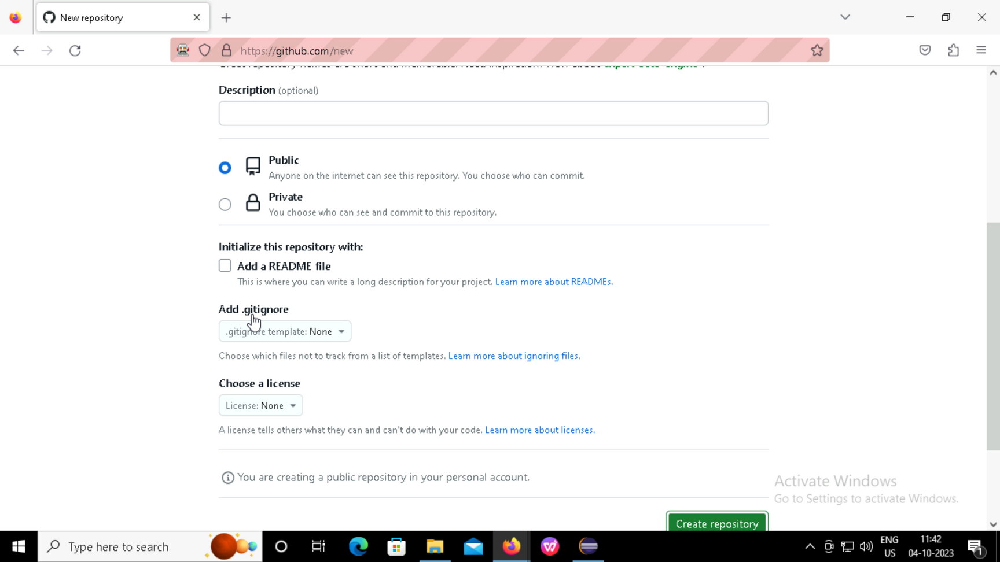 New repository
https://github.com/new
Description (optional)
Public
Anyone on the internet can see this repository. You choose who can commit.
Private
You choose who can see and commit to this repository.
Initialize this repository with:
Add a README file
This is where you can write a long description for your project. Learn more about READMEs.
Add .gitignore
.gitignore template: None
Choose which files not to track from a list of templates. Learn more about ignoring files.
Choose a license
License: None
A license tells others what they can and can't do with your code. Learn more about licenses.
You are creating a public repository in your personal account.
Activate Windows
Go to Settings to activate Windows.
Create repository
Type here to search
ENG
US
11:42
04-10-2023
1